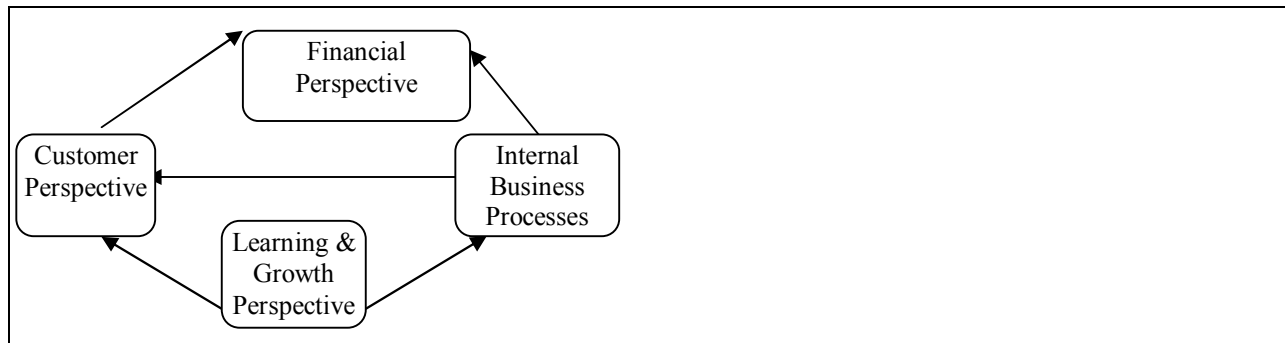 Financial
Perspective
Customer
Perspective
Internal
Business
Processes
Learning &
Growth
Perspective